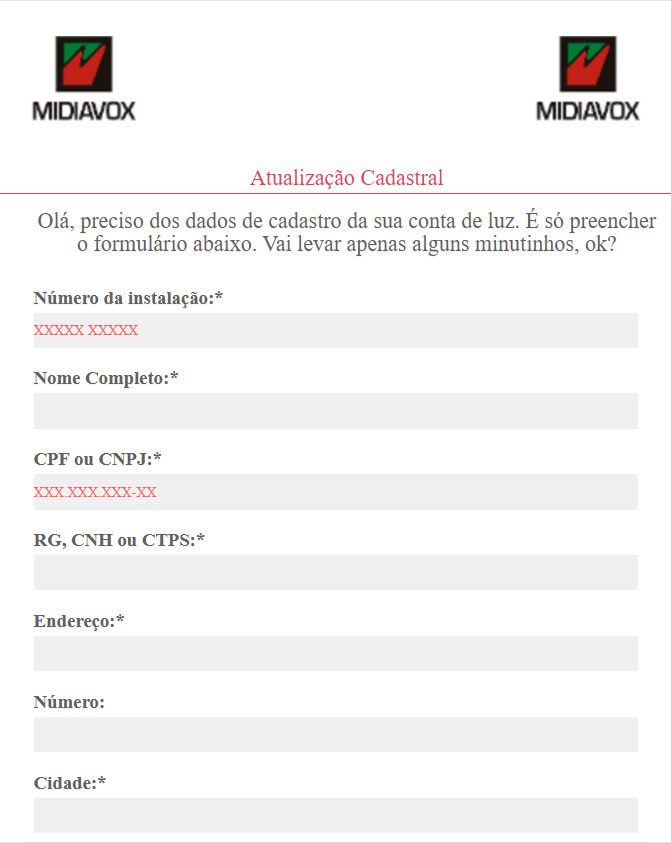 MIDIAVOX MIDIAVOX
Atualização Cadastral
Olá, preciso dos dados de cadastro da sua conta de luz. É só preencher
o formulário abaixo. Vai levar apenas alguns minutinhos, ok?
Número da instalação:*
XXXXX XXXXX
Nome Completo:*
CPF ou CNPJ:*
XXX.XXX.XXX-XX
RG, CNH ou CTPS:*
Endereço:*
Número:
Cidade:*